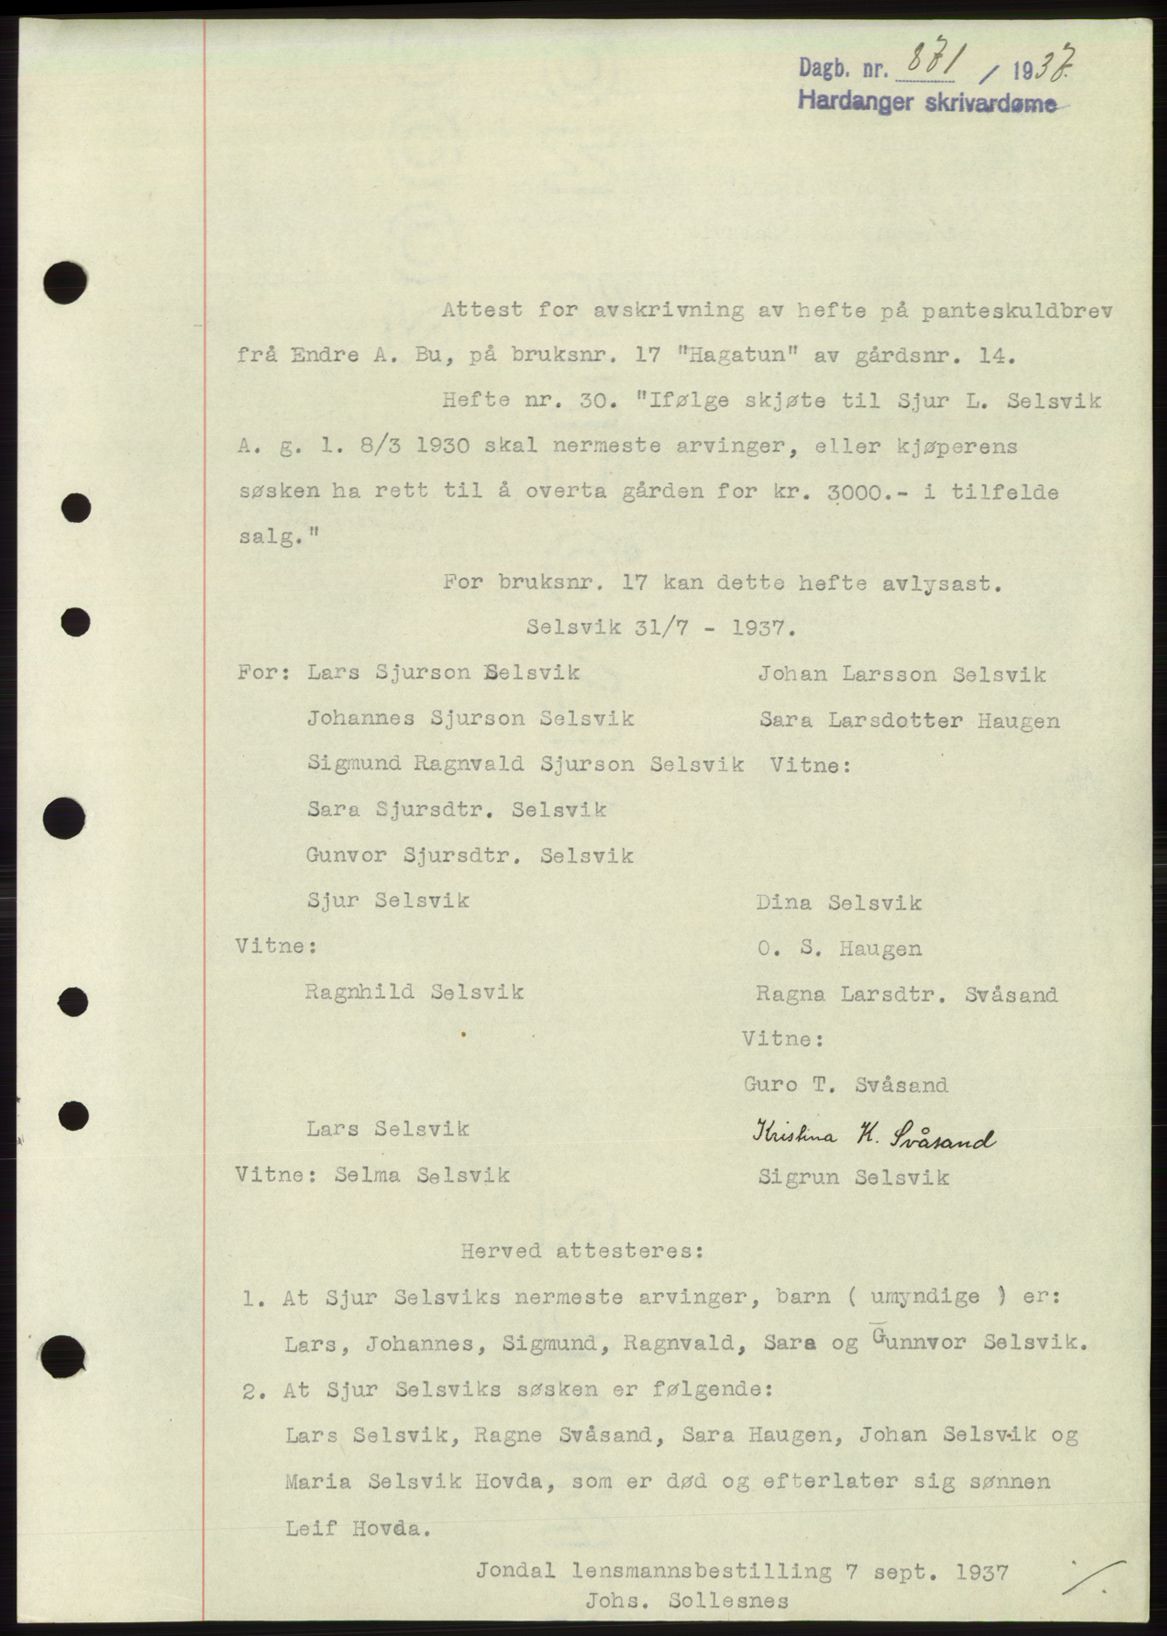 Dagb. nr. 871 / 1937.
Hardanger skrivardøme
Attest for avskrivning av hefte på panteskuldbrev
frå Endre A. Bu, på bruksnr. 17 "Hagatun" av gårdsnr. 14.
Hefte nr. 30. "Ifølge skjøte til Sjur L. Selsvik
A. g. l. 8/3 1930 skal nermeste arvinger, eller kjøperens
søsken ha rett til å overta gården for kr. 3000.- i tilfelde
salg."
For bruksnr. 17 kan dette hefte avlysast.
Selsvik 31/7 - 1937.
For: Lars Sjurson Selsvik Johan Larsson Selsvik
Johannes Sjurson Selsvik Sara Larsdotter Haugen
Sigmund Ragnvald Sjurson Selsvik Vitne:
Sara Sjursdtr. Selsvik
Gunvor Sjursdtr. Selsvik
Sjur Selsvik Dina Selsvik
Vitne: O. S. Haugen
Ragnhild Selsvik Ragna Larsdtr. Svåsand
Vitne:
Guro T. Svåsand
Lars Selsvik Kristina K. Svåsand
Vitne: Selma Selsvik Sigrun Selsvik
Herved attesteres:
1. At Sjur Selsviks nermeste arvinger, barn ( umyndige ) er:
Lars, Johannes, Sigmund, Ragnvald, Sara og Gunnvor Selsvik.
2. At Sjur Selsviks søsken er følgende:
Lars Selsvik, Ragne Svåsand, Sara Haugen, Johan Selsvik og
Maria Selsvik Hovda, som er død og efterlater sig sønnen
Leif Hovda.
Jondal lensmannsbestilling 7 sept. 1937
Johs. Sollesnes